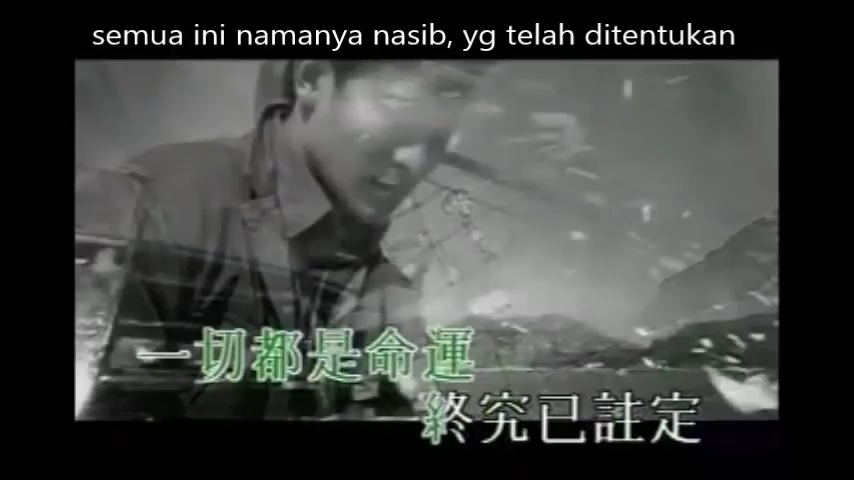 semua ini namanya nasib, yg telah ditentukan
一切都是命運
終究已註定